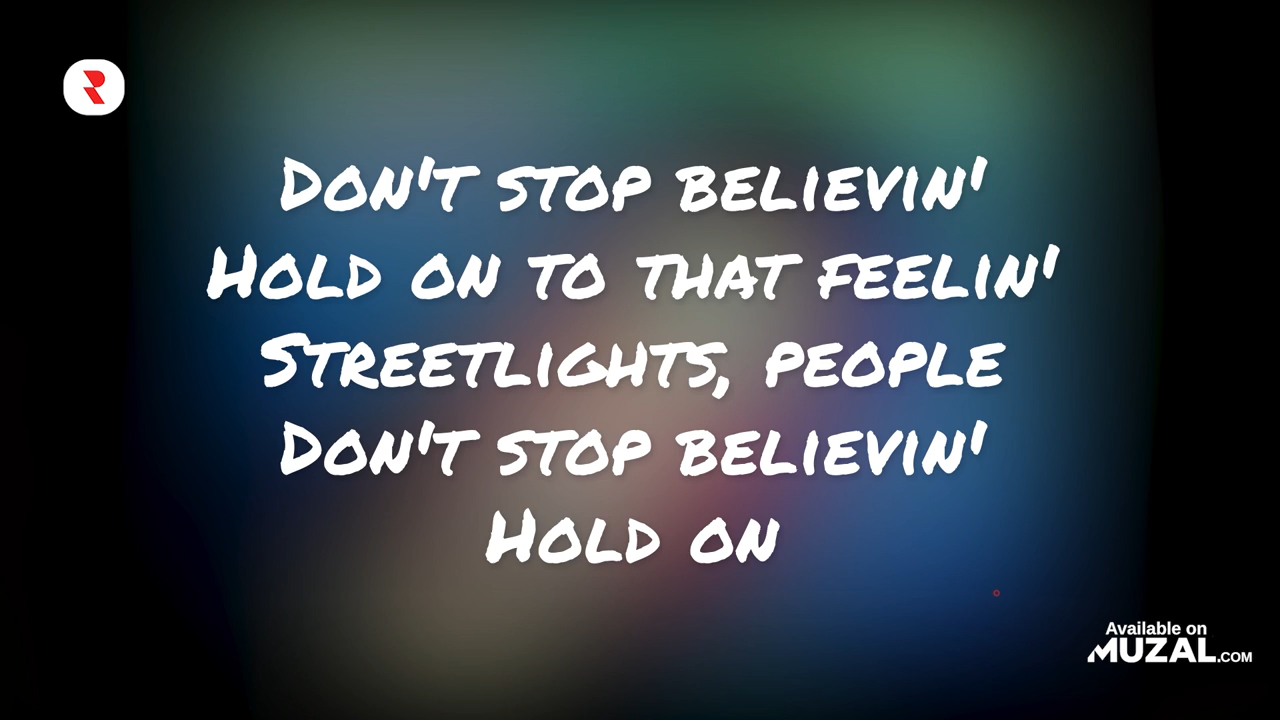 Don't stop believin'
Hold on to that feelin'
Streetlights, people
Don't stop believin'
Hold on
Available on
MUZAL.COM